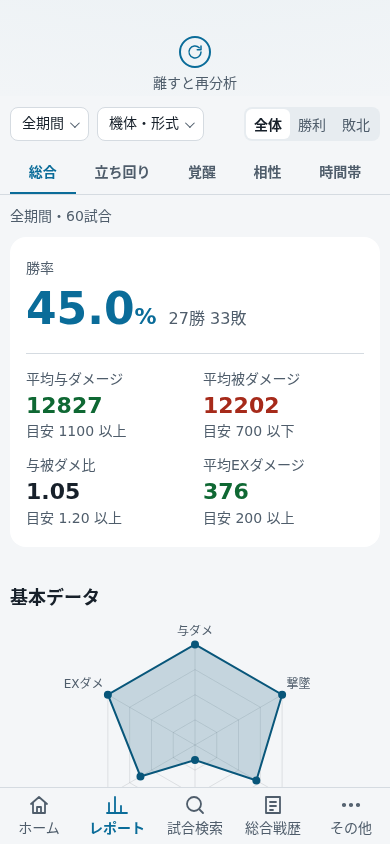 離すと再分析
全期間 機体・形式 全体 勝利 敗北
総合 立ち回り 覚醒 相性 時間帯
全期間・60試合
勝率
45.0% 27勝 33敗
平均与ダメージ 平均被ダメージ
12827 12202
目安 1100 以上 目安 700 以下
与被ダメ比 平均EXダメージ
1.05 376
目安 1.20 以上 目安 200 以上
基本データ
与ダメ
EXダメ 撃墜
ホーム レポート 試合検索 総合戦歴 その他